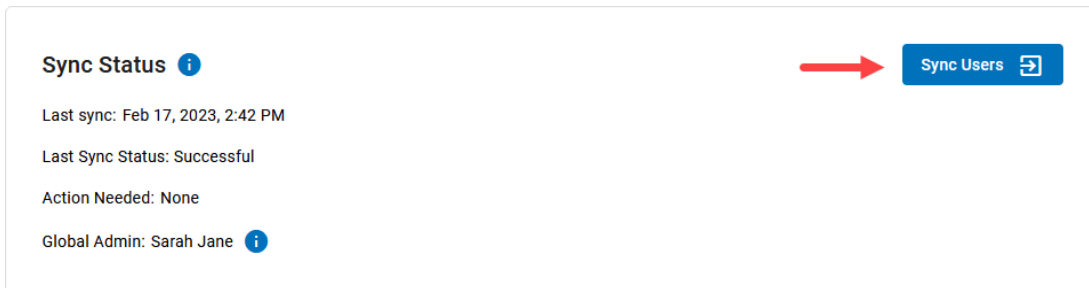 Sync Status
Sync Users
Last sync: Feb 17, 2023, 2:42 PM
Last Sync Status: Successful
Action Needed: None
Global Admin: Sarah Jane